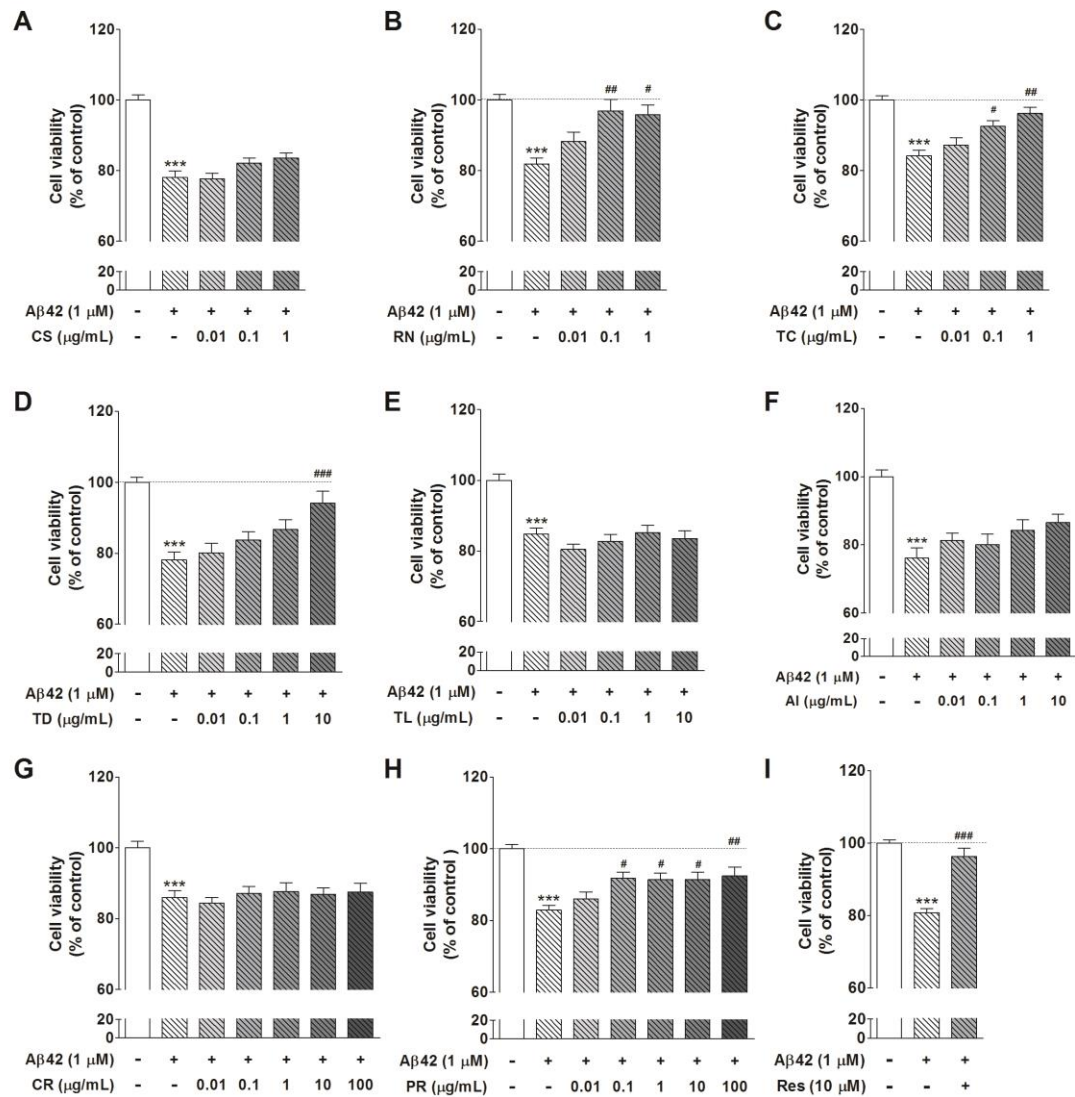 A
Cell viability
(% of control)
120
100
80
60
20
0
***
Aβ42 (1 μM) - + + + +
CS (μg/mL) - - 0.01 0.1 1
B
Cell viability
(% of control)
120
100
80
60
20
0
***
##
#
Aβ42 (1 μM) - + + + +
RN (μg/mL) - - 0.01 0.1 1
C
Cell viability
(% of control)
120
100
80
60
20
0
***
#
##
Aβ42 (1 μM) - + + + +
TC (μg/mL) - - 0.01 0.1 1
D
Cell viability
(% of control)
120
100
80
60
20
0
***
###
Aβ42 (1 μM) - + + + + +
TD (μg/mL) - - 0.01 0.1 1 10
E
Cell viability
(% of control)
120
100
80
60
20
0
***
Aβ42 (1 μM) - + + + + +
TL (μg/mL) - - 0.01 0.1 1 10
F
Cell viability
(% of control)
120
100
80
60
20
0
***
Aβ42 (1 μM) - + + + + +
AI (μg/mL) - - 0.01 0.1 1 10
G
Cell viability
(% of control)
120
100
80
60
20
0
***
Aβ42 (1 μM) - + + + + + +
CR (μg/mL) - - 0.01 0.1 1 10 100
H
Cell viability
(% of control )
120
100
80
60
20
0
***
#
#
#
##
Aβ42 (1 μM) - + + + + + +
PR (μg/mL) - - 0.01 0.1 1 10 100
I
Cell viability
(% of control)
120
100
80
60
20
0
***
###
Aβ42 (1 μM) - + +
Res (10 μM) - - +